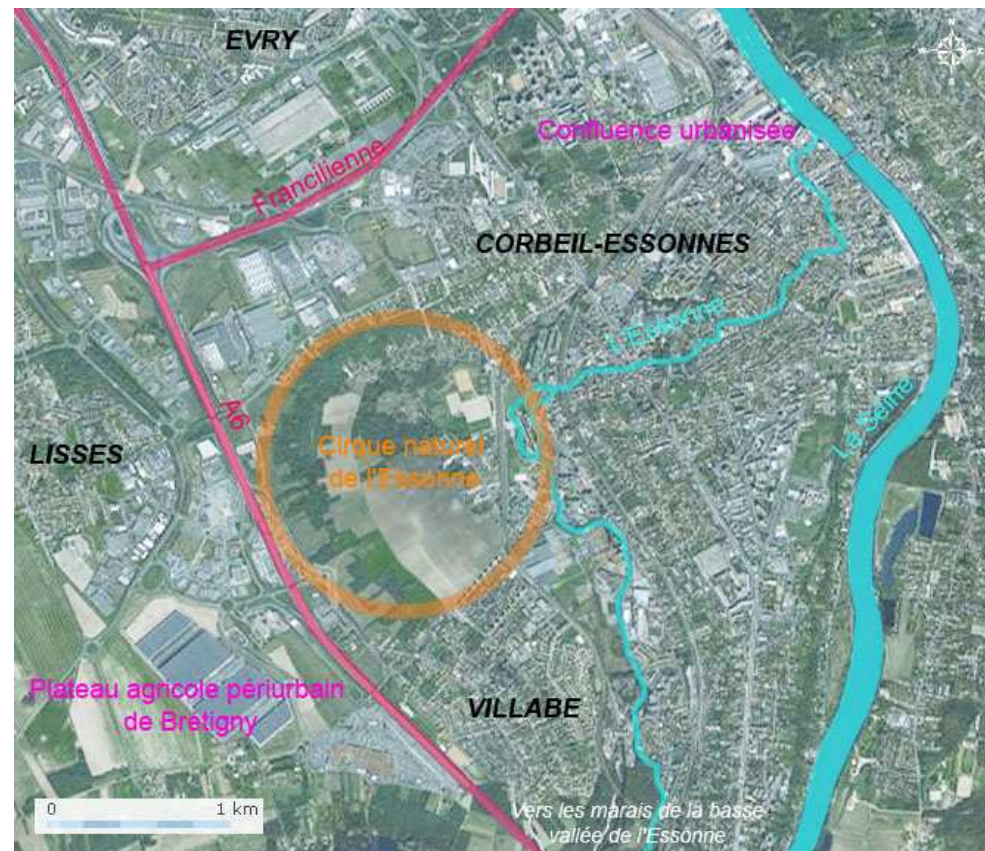 EVRY
N
W
E
S
Confluence urbanisée
Francilienne
CORBEIL-ESSONNES
L'Essonne
A6
La Seine
LISSES
Cirque naturel
de l'Essonne
Plateau agricole périurbain
de Brétigny
VILLABE
0 1 km
Vers les marais de la basse
vallée de l'Essonne